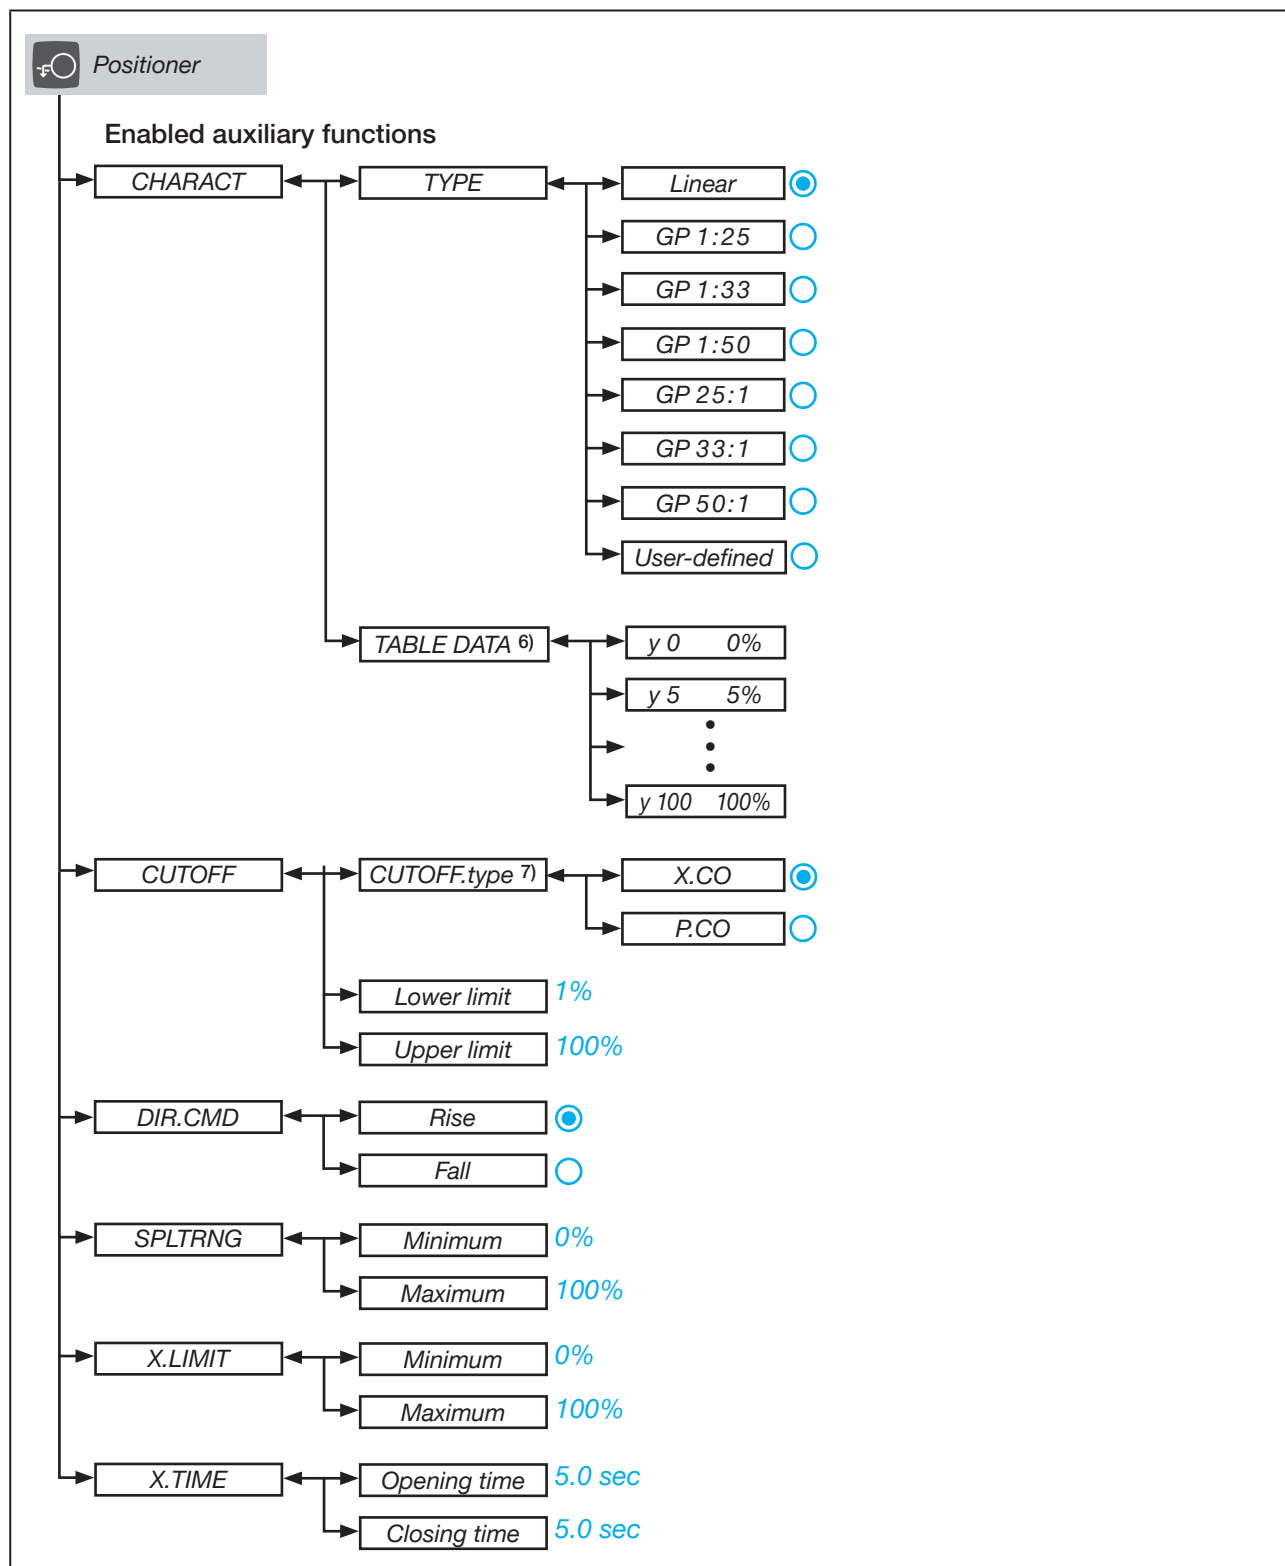 Positioner
Enabled auxiliary functions
CHARACT
TYPE
Linear
GP 1:25
GP 1:33
GP 1:50
GP 25:1
GP 33:1
GP 50:1
User-defined
TABLE DATA 6)
y 0 0%
y 5 5%
y 100 100%
CUTOFF
CUTOFF.type 7)
X.CO
P.CO
Lower limit 1%
Upper limit 100%
DIR.CMD
Rise
Fall
SPLTRNG
Minimum 0%
Maximum 100%
X.LIMIT
Minimum 0%
Maximum 100%
X.TIME
Opening time 5.0 sec
Closing time 5.0 sec